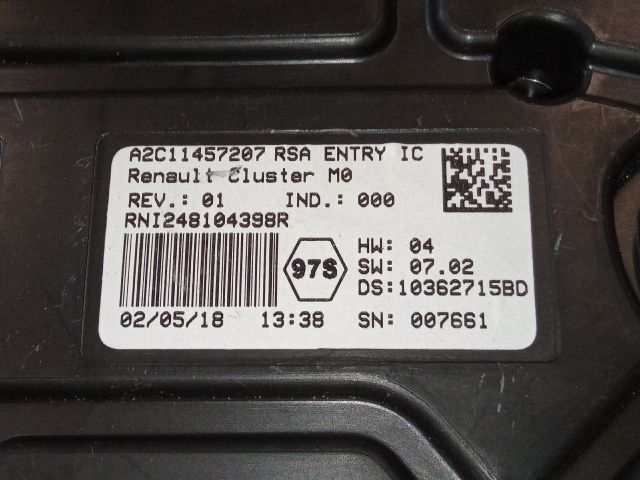 A2C11457207 RSA ENTRY IC
Renault Cluster M0
REV.: 01 IND.: 000
RNI248104398R
97S
HW: 04
SW: 07.02
DS:10362715BD
02/05/18 13:38 SN: 007661